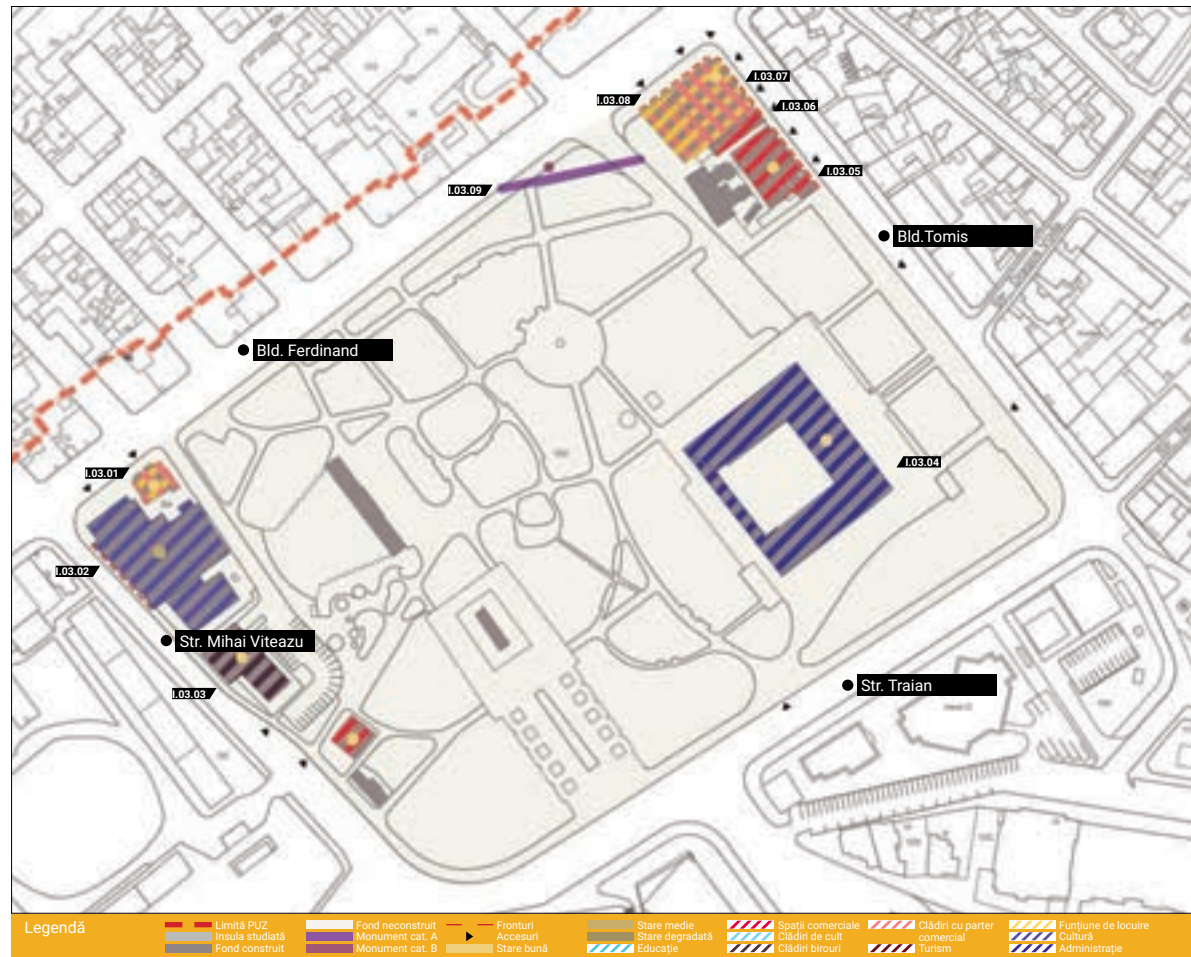 I.03.07
I.03.08
I.03.06
I.03.05
I.03.09
Bld.Tomis
Bld. Ferdinand
I.03.01
I.03.04
I.03.02
Str. Mihai Viteazu
I.03.03
Str. Traian
Legendă
Limită PUZ
Insula studiată
Fond construit
Fond neconstruit
Monument cat. A
Monument cat. B
Fronturi
Accesuri
Stare bună
Stare medie
Stare degradată
Educație
Spații comerciale
Clădiri de cult
Clădiri birouri
Clădiri cu parter
comercial
Turism
Funțiune de locuire
Cultură
Administrație